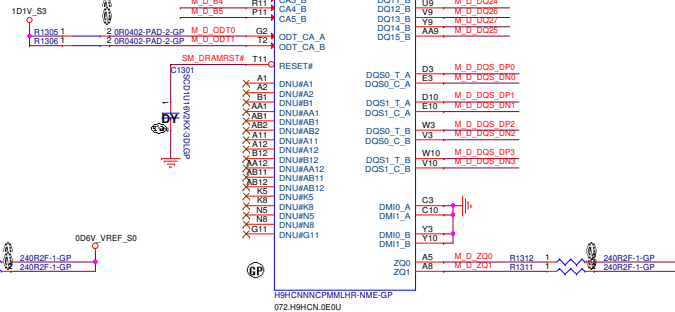 M_D_B4 R11 CA4_B
M_D_B5 P11 CA5_B
1D1V_S3
R1305 1 2 0R0402-PAD-2-GP M_D_ODT0 G2 ODT_CA_A
R1306 1 2 0R0402-PAD-2-GP M_D_ODT1 T2 ODT_CA_B
SM_DRAMRST# T11 RESET#
C1301
SCD1U16V2KX-3DLGP
1
DY
A1 DNU#A1
A2 DNU#A2
B1 DNU#B1
AA1 DNU#AA1
AB1 DNU#AB1
AB2 DNU#AB2
A11 DNU#A11
A12 DNU#A12
B12 DNU#B12
AA12 DNU#AA12
AB11 DNU#AB11
AB12 DNU#AB12
K5 DNU#K5
K8 DNU#K8
N5 DNU#N5
N8 DNU#N8
G11 DNU#G11
DQ12_B V9 M_D_DQ26
DQ13_B Y9 M_D_DQ27
DQ14_B AA9 M_D_DQ25
DQ15_B
DQS0_T_A D3 M_D_DQS_DP0
DQS0_C_A E3 M_D_DQS_DN0
DQS1_T_A D10 M_D_DQS_DP1
DQS1_C_A E10 M_D_DQS_DN1
DQS0_T_B W3 M_D_DQS_DP2
DQS0_C_B V3 M_D_DQS_DN2
DQS1_T_B W10 M_D_DQS_DP3
DQS1_C_B V10 M_D_DQS_DN3
DMI0_A C3
DMI1_A C10
DMI0_B Y3
DMI1_B Y10
ZQ0 A5 M_D_ZQ0 R1312 1 240R2F-1-GP
ZQ1 A8 M_D_ZQ1 R1311 1 240R2F-1-GP
0D6V_VREF_S0
240R2F-1-GP
240R2F-1-GP
GP
H9HCNNNCPMMLHR-NME-GP
072.H9HCN.0E0U